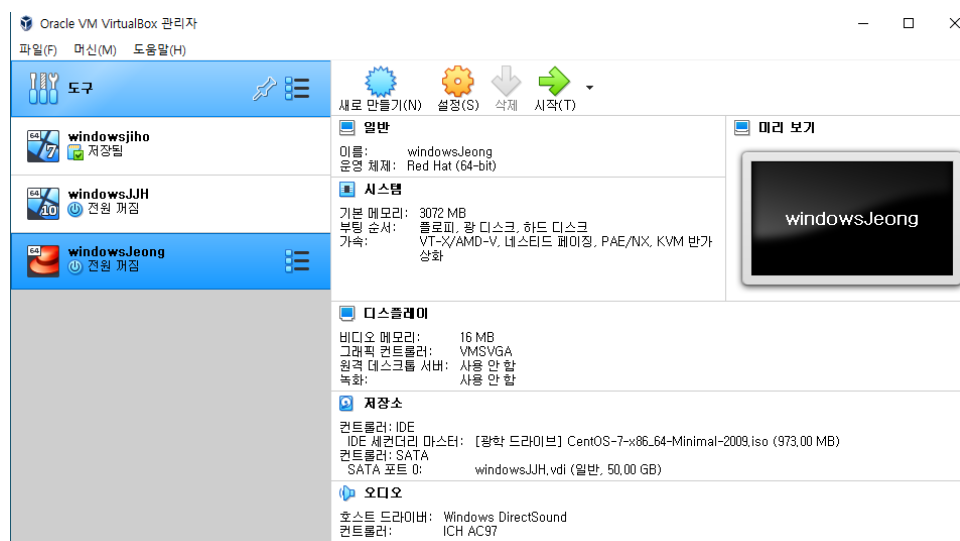 Oracle VM VirtualBox 관리자
파일(F) 머신(M) 도움말(H)
도구
새로 만들기(N) 설정(S) 삭제 시작(T)
64 7 windowsjiho
저장됨
64 10 windowsJJH
전원 꺼짐
64 windowsJeong
전원 꺼짐
일반
이름: windowsJeong
운영 체제: Red Hat (64-bit)
미리 보기
windowsJeong
시스템
기본 메모리: 3072 MB
부팅 순서: 플로피, 광 디스크, 하드 디스크
가속: VT-x/AMD-V, 네스티드 페이징, PAE/NX, KVM 반가
상화
디스플레이
비디오 메모리: 16 MB
그래픽 컨트롤러: VMSVGA
원격 데스크톱 서버: 사용 안 함
녹화: 사용 안 함
저장소
컨트롤러: IDE
IDE 세컨더리 마스터: [광학 드라이브] CentOS-7-x86_64-Minimal-2009.iso (973.00 MB)
컨트롤러: SATA
SATA 포트 0: windowsJJH.vdi (일반, 50.00 GB)
오디오
호스트 드라이버: Windows DirectSound
컨트롤러: ICH AC97